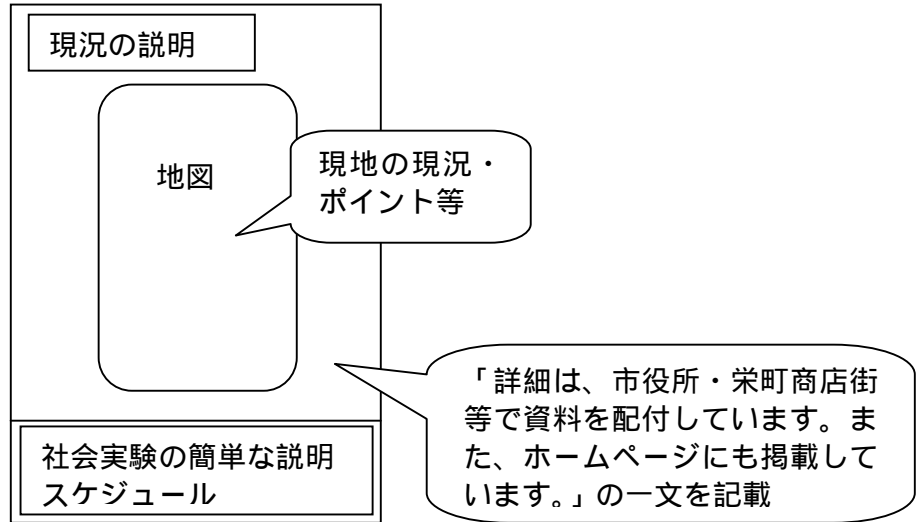 現況の説明
地図
現地の現況・
ポイント等
「詳細は、市役所・栄町商店街
等で資料を配付しています。ま
た、ホームページにも掲載して
います。」の一文を記載
社会実験の簡単な説明
スケジュール